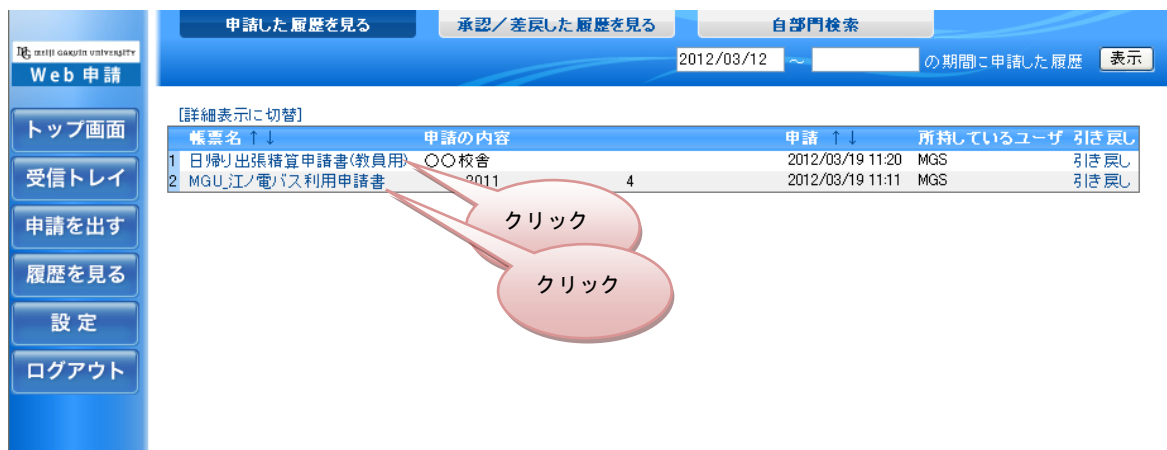 申請した履歴を見る 承認／差戻した履歴を見る 自部門検索
MEIJI GAKUIN UNIVERSITY
Web 申請
2012/03/12 ～ の期間に申請した履歴 表示
[詳細表示に切替]
帳票名↑↓ 申請の内容 申請 ↑↓ 所持しているユーザ 引き戻し
1 日帰り出張精算申請書(教員用) 〇〇校舎 2012/03/19 11:20 MGS 引き戻し
2 MGU_江ノ電バス利用申請書 2011 4 2012/03/19 11:11 MGS 引き戻し
トップ画面
受信トレイ
申請を出す
履歴を見る
設定
ログアウト
クリック
クリック